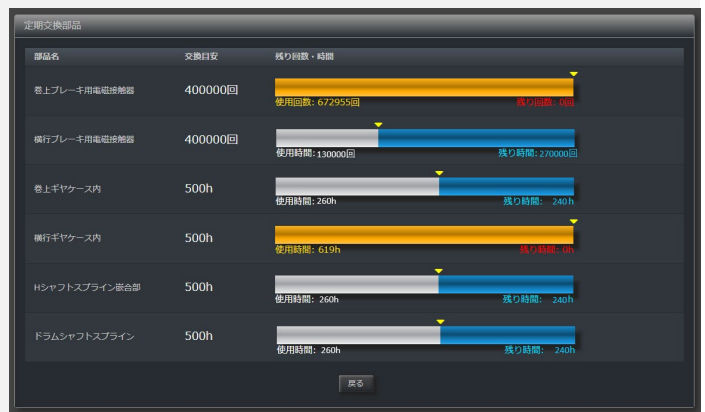 定期交換部品
部品名 交換目安 残り回数・時間
巻上ブレーキ用電磁接触器 400000回
使用回数: 672955回 残り回数: 0回
横行ブレーキ用電磁接触器 400000回
使用時間: 130000回 残り時間: 270000回
巻上ギヤケース内 500h
使用時間: 260h 残り時間: 240h
横行ギヤケース内 500h
使用時間: 619h 残り時間: 0h
Hシャフトスプライン嵌合部 500h
使用時間: 260h 残り時間: 240h
ドラムシャフトスプライン 500h
使用時間: 260h 残り時間: 240h
戻る